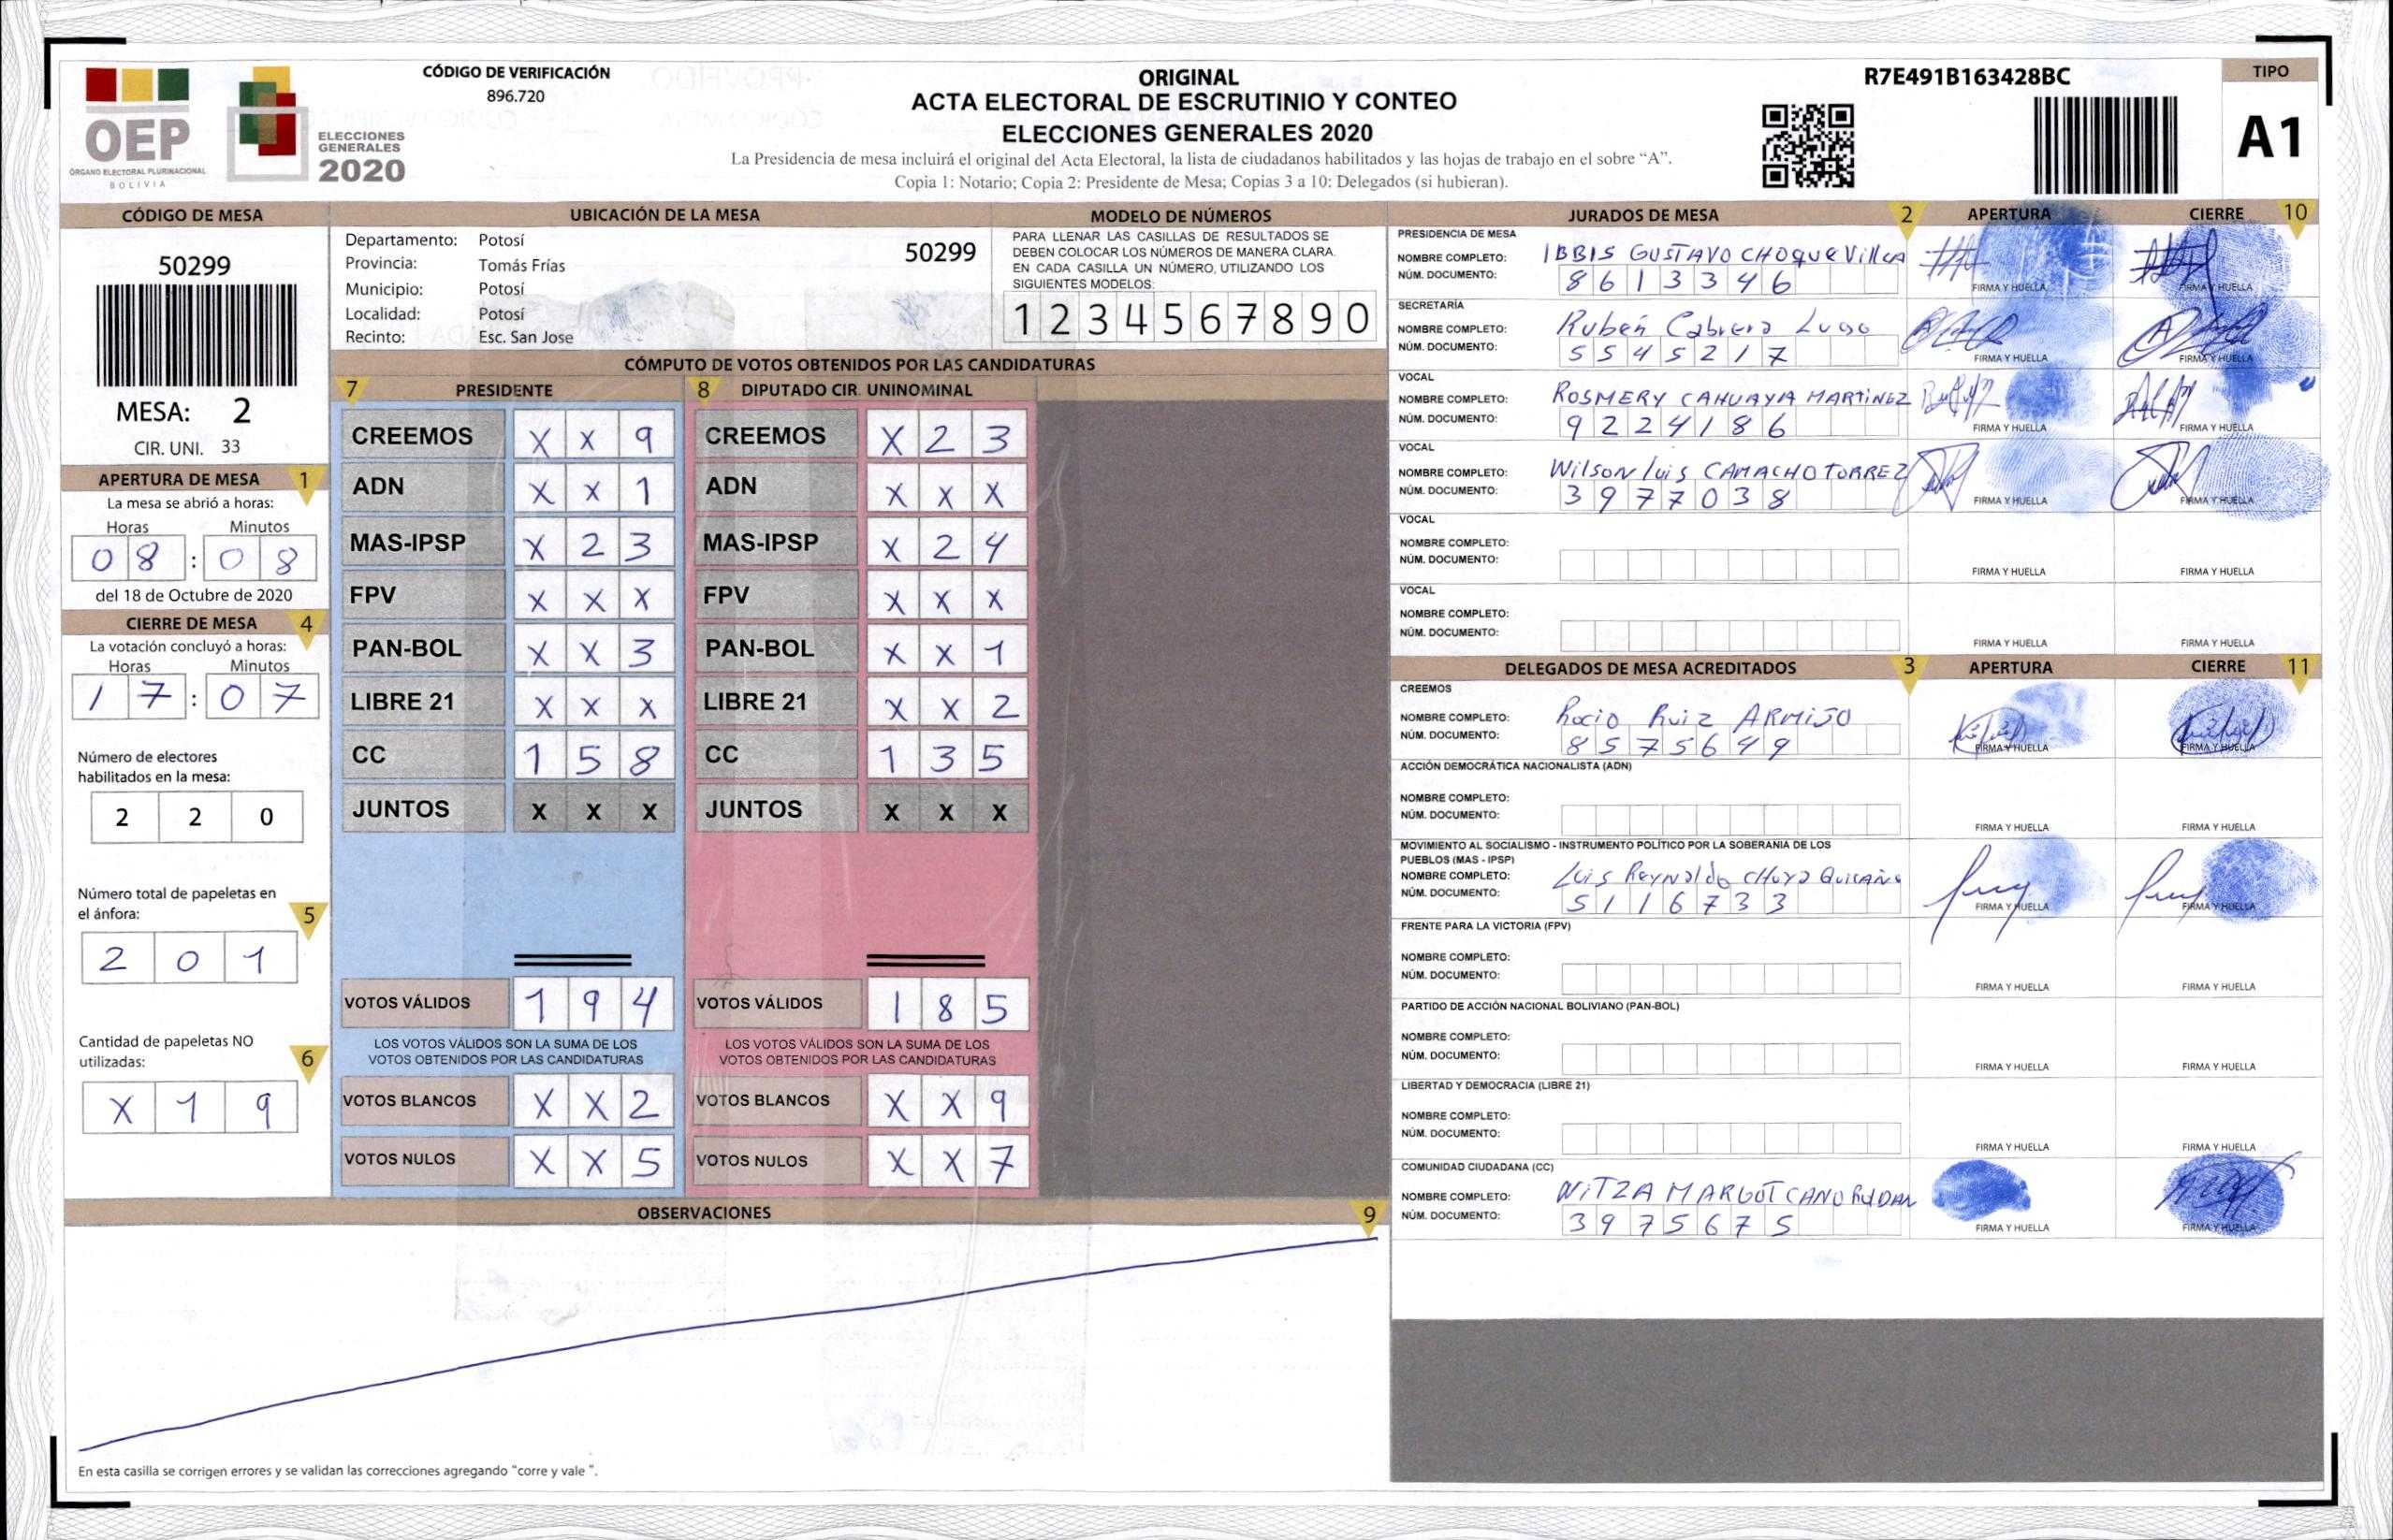 CÓDIGO DE VERIFICACIÓN
896.720
OEP
ÓRGANO ELECTORAL PLURINACIONAL
BOLIVIA
ELECCIONES
GENERALES
2020
ORIGINAL
ACTA ELECTORAL DE ESCRUTINIO Y CONTEO
ELECCIONES GENERALES 2020
La Presidencia de mesa incluirá el original del Acta Electoral, la lista de ciudadanos habilitados y las hojas de trabajo en el sobre “A”.
Copia 1: Notario; Copia 2: Presidente de Mesa; Copias 3 a 10: Delegados (si hubieran).
R7E491B163428BC
TIPO
A1
CÓDIGO DE MESA
50299
MESA: 2
CIR. UNI. 33
APERTURA DE MESA 1
La mesa se abrió a horas:
Horas Minutos
08 : 08
del 18 de Octubre de 2020
CIERRE DE MESA 4
La votación concluyó a horas:
Horas Minutos
17 : 07
Número de electores
habilitados en la mesa:
2 2 0
Número total de papeletas en
el ánfora: 5
2 0 1
Cantidad de papeletas NO
utilizadas: 6
X 1 9
UBICACIÓN DE LA MESA
Departamento: Potosí 50299
Provincia: Tomás Frías
Municipio: Potosí
Localidad: Potosí
Recinto: Esc. San Jose
MODELO DE NÚMEROS
PARA LLENAR LAS CASILLAS DE RESULTADOS SE
DEBEN COLOCAR LOS NÚMEROS DE MANERA CLARA.
EN CADA CASILLA UN NÚMERO, UTILIZANDO LOS
SIGUIENTES MODELOS:
1 2 3 4 5 6 7 8 9 0
CÓMPUTO DE VOTOS OBTENIDOS POR LAS CANDIDATURAS
7 PRESIDENTE 8 DIPUTADO CIR. UNINOMINAL
CREEMOS X X 9 CREEMOS X 2 3
ADN X X 1 ADN X X X
MAS-IPSP X 2 3 MAS-IPSP X 2 4
FPV X X X FPV X X X
PAN-BOL X X 3 PAN-BOL X X 1
LIBRE 21 X X X LIBRE 21 X X 2
CC 1 5 8 CC 1 3 5
JUNTOS X X X JUNTOS X X X
VOTOS VÁLIDOS 1 9 4 VOTOS VÁLIDOS 1 8 5
LOS VOTOS VÁLIDOS SON LA SUMA DE LOS LOS VOTOS VÁLIDOS SON LA SUMA DE LOS
VOTOS OBTENIDOS POR LAS CANDIDATURAS VOTOS OBTENIDOS POR LAS CANDIDATURAS
VOTOS BLANCOS X X 2 VOTOS BLANCOS X X 9
VOTOS NULOS X X 5 VOTOS NULOS X X 7
OBSERVACIONES 9
En esta casilla se corrigen errores y se validan las correcciones agregando “corre y vale ”.
JURADOS DE MESA 2 APERTURA CIERRE 10
PRESIDENCIA DE MESA
NOMBRE COMPLETO: IBBIS GUSTAVO CHOQUE
NÚM. DOCUMENTO: 8613346 FIRMA Y HUELLA FIRMA Y HUELLA
SECRETARÍA
NOMBRE COMPLETO: Rubén Cabrera Lugo
NÚM. DOCUMENTO: 5545217 FIRMA Y HUELLA FIRMA Y HUELLA
VOCAL
NOMBRE COMPLETO: ROSMERY CAHUAYA MARTINEZ
NÚM. DOCUMENTO: 9224186 FIRMA Y HUELLA FIRMA Y HUELLA
VOCAL
NOMBRE COMPLETO: Wilson Luis CAMACHO TORREZ
NÚM. DOCUMENTO: 3977038 FIRMA Y HUELLA FIRMA Y HUELLA
VOCAL
NOMBRE COMPLETO:
NÚM. DOCUMENTO: FIRMA Y HUELLA FIRMA Y HUELLA
VOCAL
NOMBRE COMPLETO:
NÚM. DOCUMENTO: FIRMA Y HUELLA FIRMA Y HUELLA
DELEGADOS DE MESA ACREDITADOS 3 APERTURA CIERRE 11
CREEMOS
NOMBRE COMPLETO: Rocio Ruiz ARMIJO
NÚM. DOCUMENTO: 8575649 FIRMA Y HUELLA FIRMA Y HUELLA
ACCIÓN DEMOCRÁTICA NACIONALISTA (ADN)
NOMBRE COMPLETO:
NÚM. DOCUMENTO: FIRMA Y HUELLA FIRMA Y HUELLA
MOVIMIENTO AL SOCIALISMO - INSTRUMENTO POLÍTICO POR LA SOBERANÍA DE LOS
PUEBLOS (MAS - IPSP)
NOMBRE COMPLETO: Luis Reynaldo
NÚM. DOCUMENTO: 5116733 FIRMA Y HUELLA FIRMA Y HUELLA
FRENTE PARA LA VICTORIA (FPV)
NOMBRE COMPLETO:
NÚM. DOCUMENTO: FIRMA Y HUELLA FIRMA Y HUELLA
PARTIDO DE ACCIÓN NACIONAL BOLIVIANO (PAN-BOL)
NOMBRE COMPLETO:
NÚM. DOCUMENTO: FIRMA Y HUELLA FIRMA Y HUELLA
LIBERTAD Y DEMOCRACIA (LIBRE 21)
NOMBRE COMPLETO:
NÚM. DOCUMENTO: FIRMA Y HUELLA FIRMA Y HUELLA
COMUNIDAD CIUDADANA (CC)
NOMBRE COMPLETO: NITZA MARGOT CANO
NÚM. DOCUMENTO: 3975675 FIRMA Y HUELLA FIRMA Y HUELLA